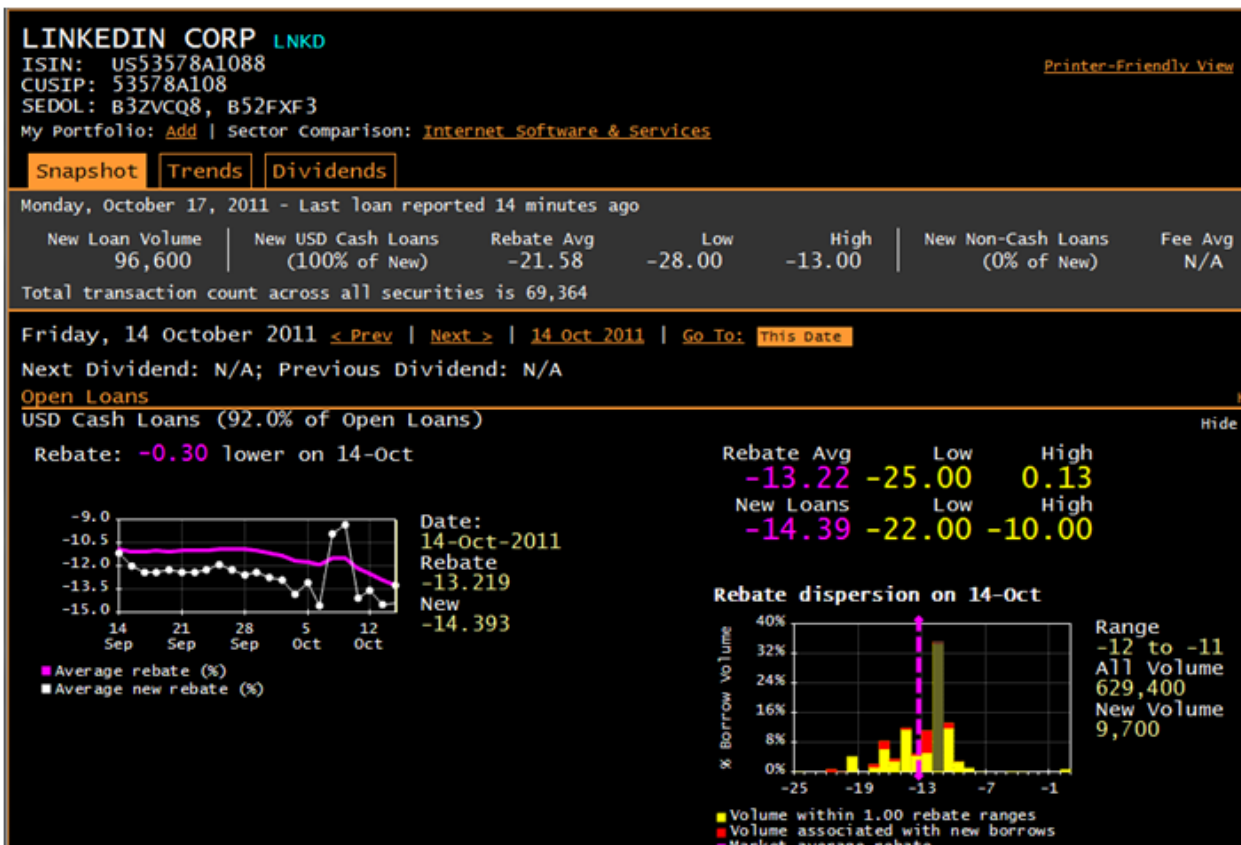 LINKEDIN CORP LNKD
ISIN: US53578A1088
Printer-Friendly View
CUSIP: 53578A108
SEDOL: B3ZVCQ8, B52FXF3
My Portfolio: Add | Sector Comparison: Internet Software & Services
Snapshot Trends Dividends
Monday, October 17, 2011 - Last loan reported 14 minutes ago
New Loan Volume New USD Cash Loans Rebate Avg Low High New Non-Cash Loans Fee Avg
96,600 (100% of New) -21.58 -28.00 -13.00 (0% of New) N/A
Total transaction count across all securities is 69,364
Friday, 14 October 2011 < Prev | Next > | 14 Oct 2011 | Go To: This Date
Next Dividend: N/A; Previous Dividend: N/A
Open Loans
USD Cash Loans (92.0% of Open Loans)
Hide
Rebate: -0.30 lower on 14-Oct
Rebate Avg Low High
-13.22 -25.00 0.13
New Loans Low High
-14.39 -22.00 -10.00
-9.0
-10.5
-12.0
-13.5
-15.0
14 21 28 5 12
Sep Sep Sep Oct Oct
Average rebate (%)
Average new rebate (%)
Date:
14-Oct-2011
Rebate
-13.219
New
-14.393
Rebate dispersion on 14-Oct
% Borrow Volume
40%
32%
24%
16%
8%
0%
-25 -19 -13 -7 -1
Range
-12 to -11
All Volume
629,400
New Volume
9,700
Volume within 1.00 rebate ranges
Volume associated with new borrows
Market average rebate